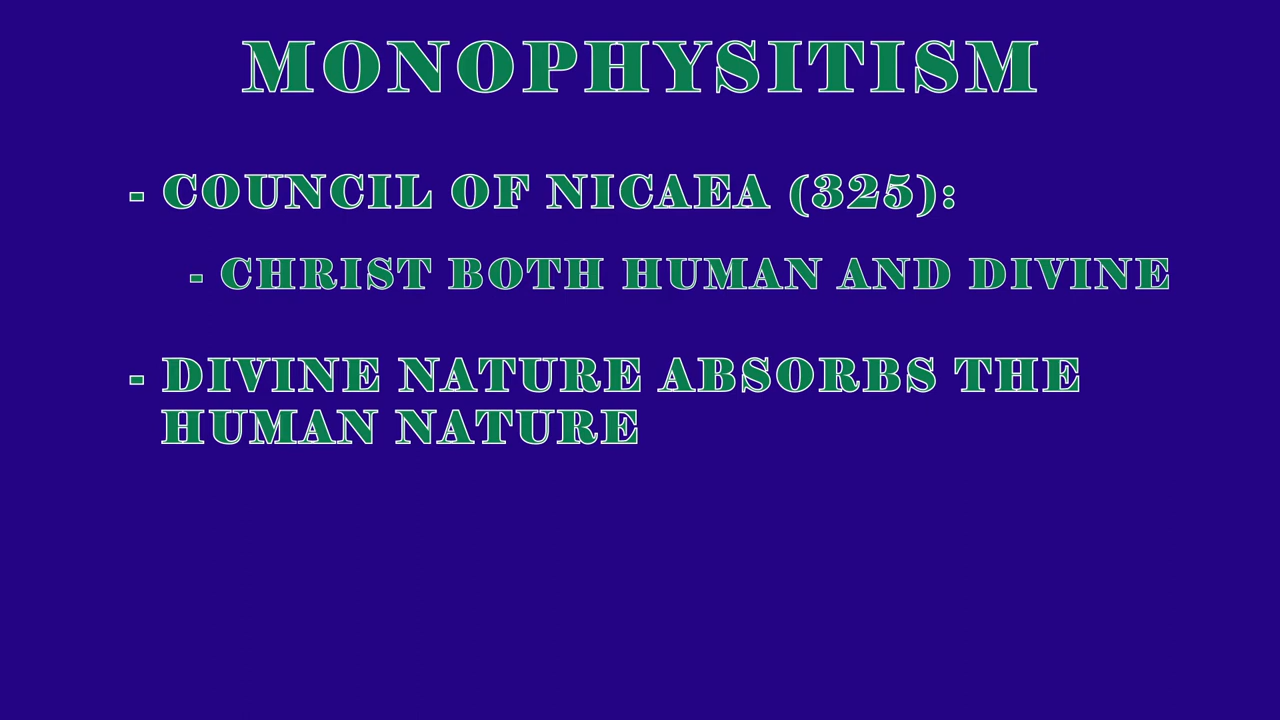 MONOPHYSITISM
- COUNCIL OF NICAEA (325):
- CHRIST BOTH HUMAN AND DIVINE
- DIVINE NATURE ABSORBS THE
HUMAN NATURE